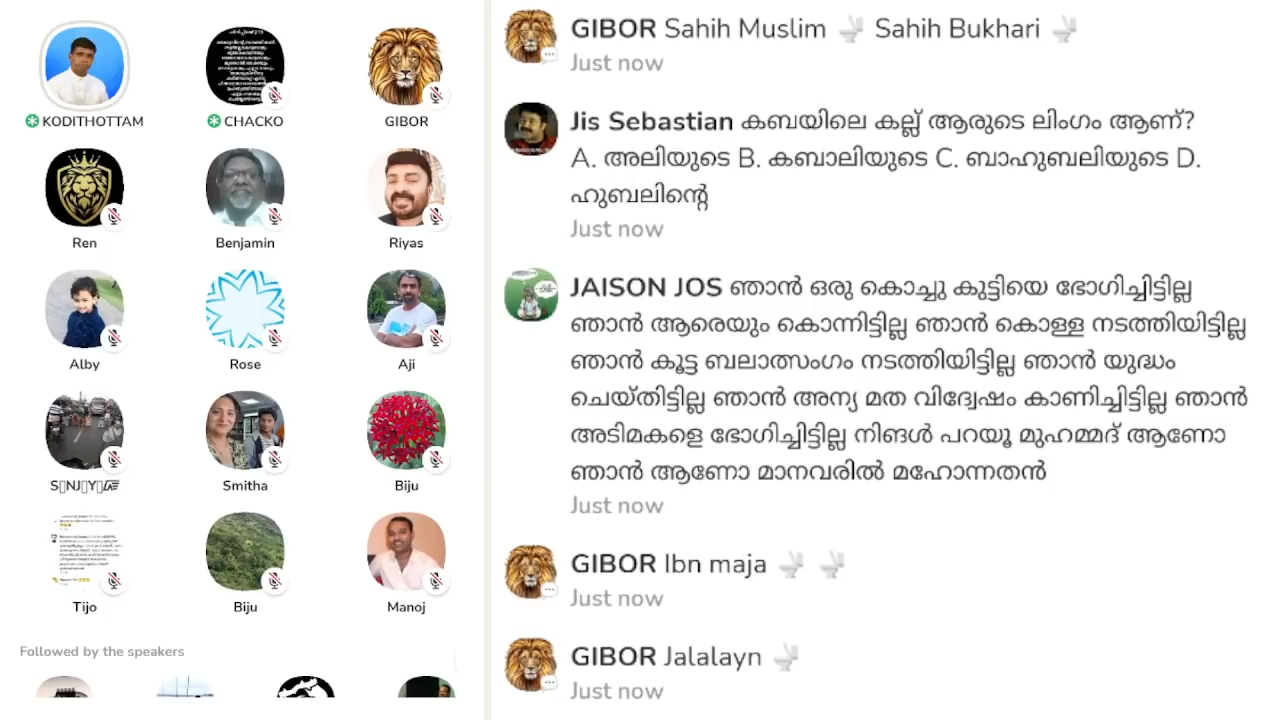 KODITHOTTAM
CHACKO
GIBOR
Ren
Benjamin
Riyas
Alby
Rose
Aji
Smitha
Biju
Tijo
Biju
Manoj
Followed by the speakers
GIBOR Sahih Muslim 🚽 Sahih Bukhari 🚽
Just now
Jis Sebastian കബയിലെ കല്ല് ആരുടെ ലിംഗം ആണ്?
A. അലിയുടെ B. കബാലിയുടെ C. ബാഹുബലിയുടെ D.
ഹുബലിന്റെ
Just now
JAISON JOS ഞാൻ ഒരു കൊച്ചു കുട്ടിയെ ഭോഗിച്ചിട്ടില്ല
ഞാൻ ആരെയും കൊന്നിട്ടില്ല ഞാൻ കൊള്ള നടത്തിയിട്ടില്ല
ഞാൻ കൂട്ട ബലാത്സംഗം നടത്തിയിട്ടില്ല ഞാൻ യുദ്ധം
ചെയ്തിട്ടില്ല ഞാൻ അന്യ മത വിദ്വേഷം കാണിച്ചിട്ടില്ല ഞാൻ
അടിമകളെ ഭോഗിച്ചിട്ടില്ല നിങൾ പറയൂ മുഹമ്മദ് ആണോ
ഞാൻ ആണോ മാനവരിൽ മഹോന്നതൻ
Just now
GIBOR Ibn maja 🚽 🚽
Just now
GIBOR Jalalayn 🚽
Just now